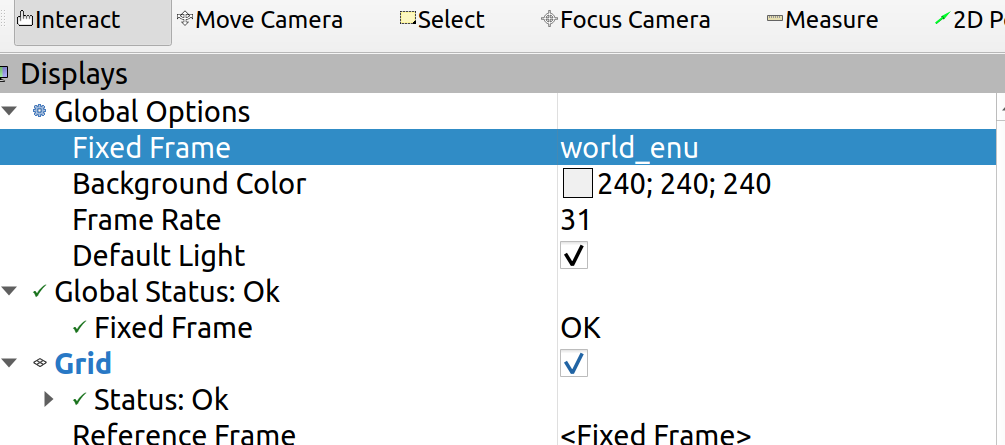 Interact Move Camera Select Focus Camera Measure 2D P
Displays
Global Options
Fixed Frame world_enu
Background Color 240; 240; 240
Frame Rate 31
Default Light
Global Status: Ok
Fixed Frame OK
Grid
Status: Ok
Reference Frame <Fixed Frame>